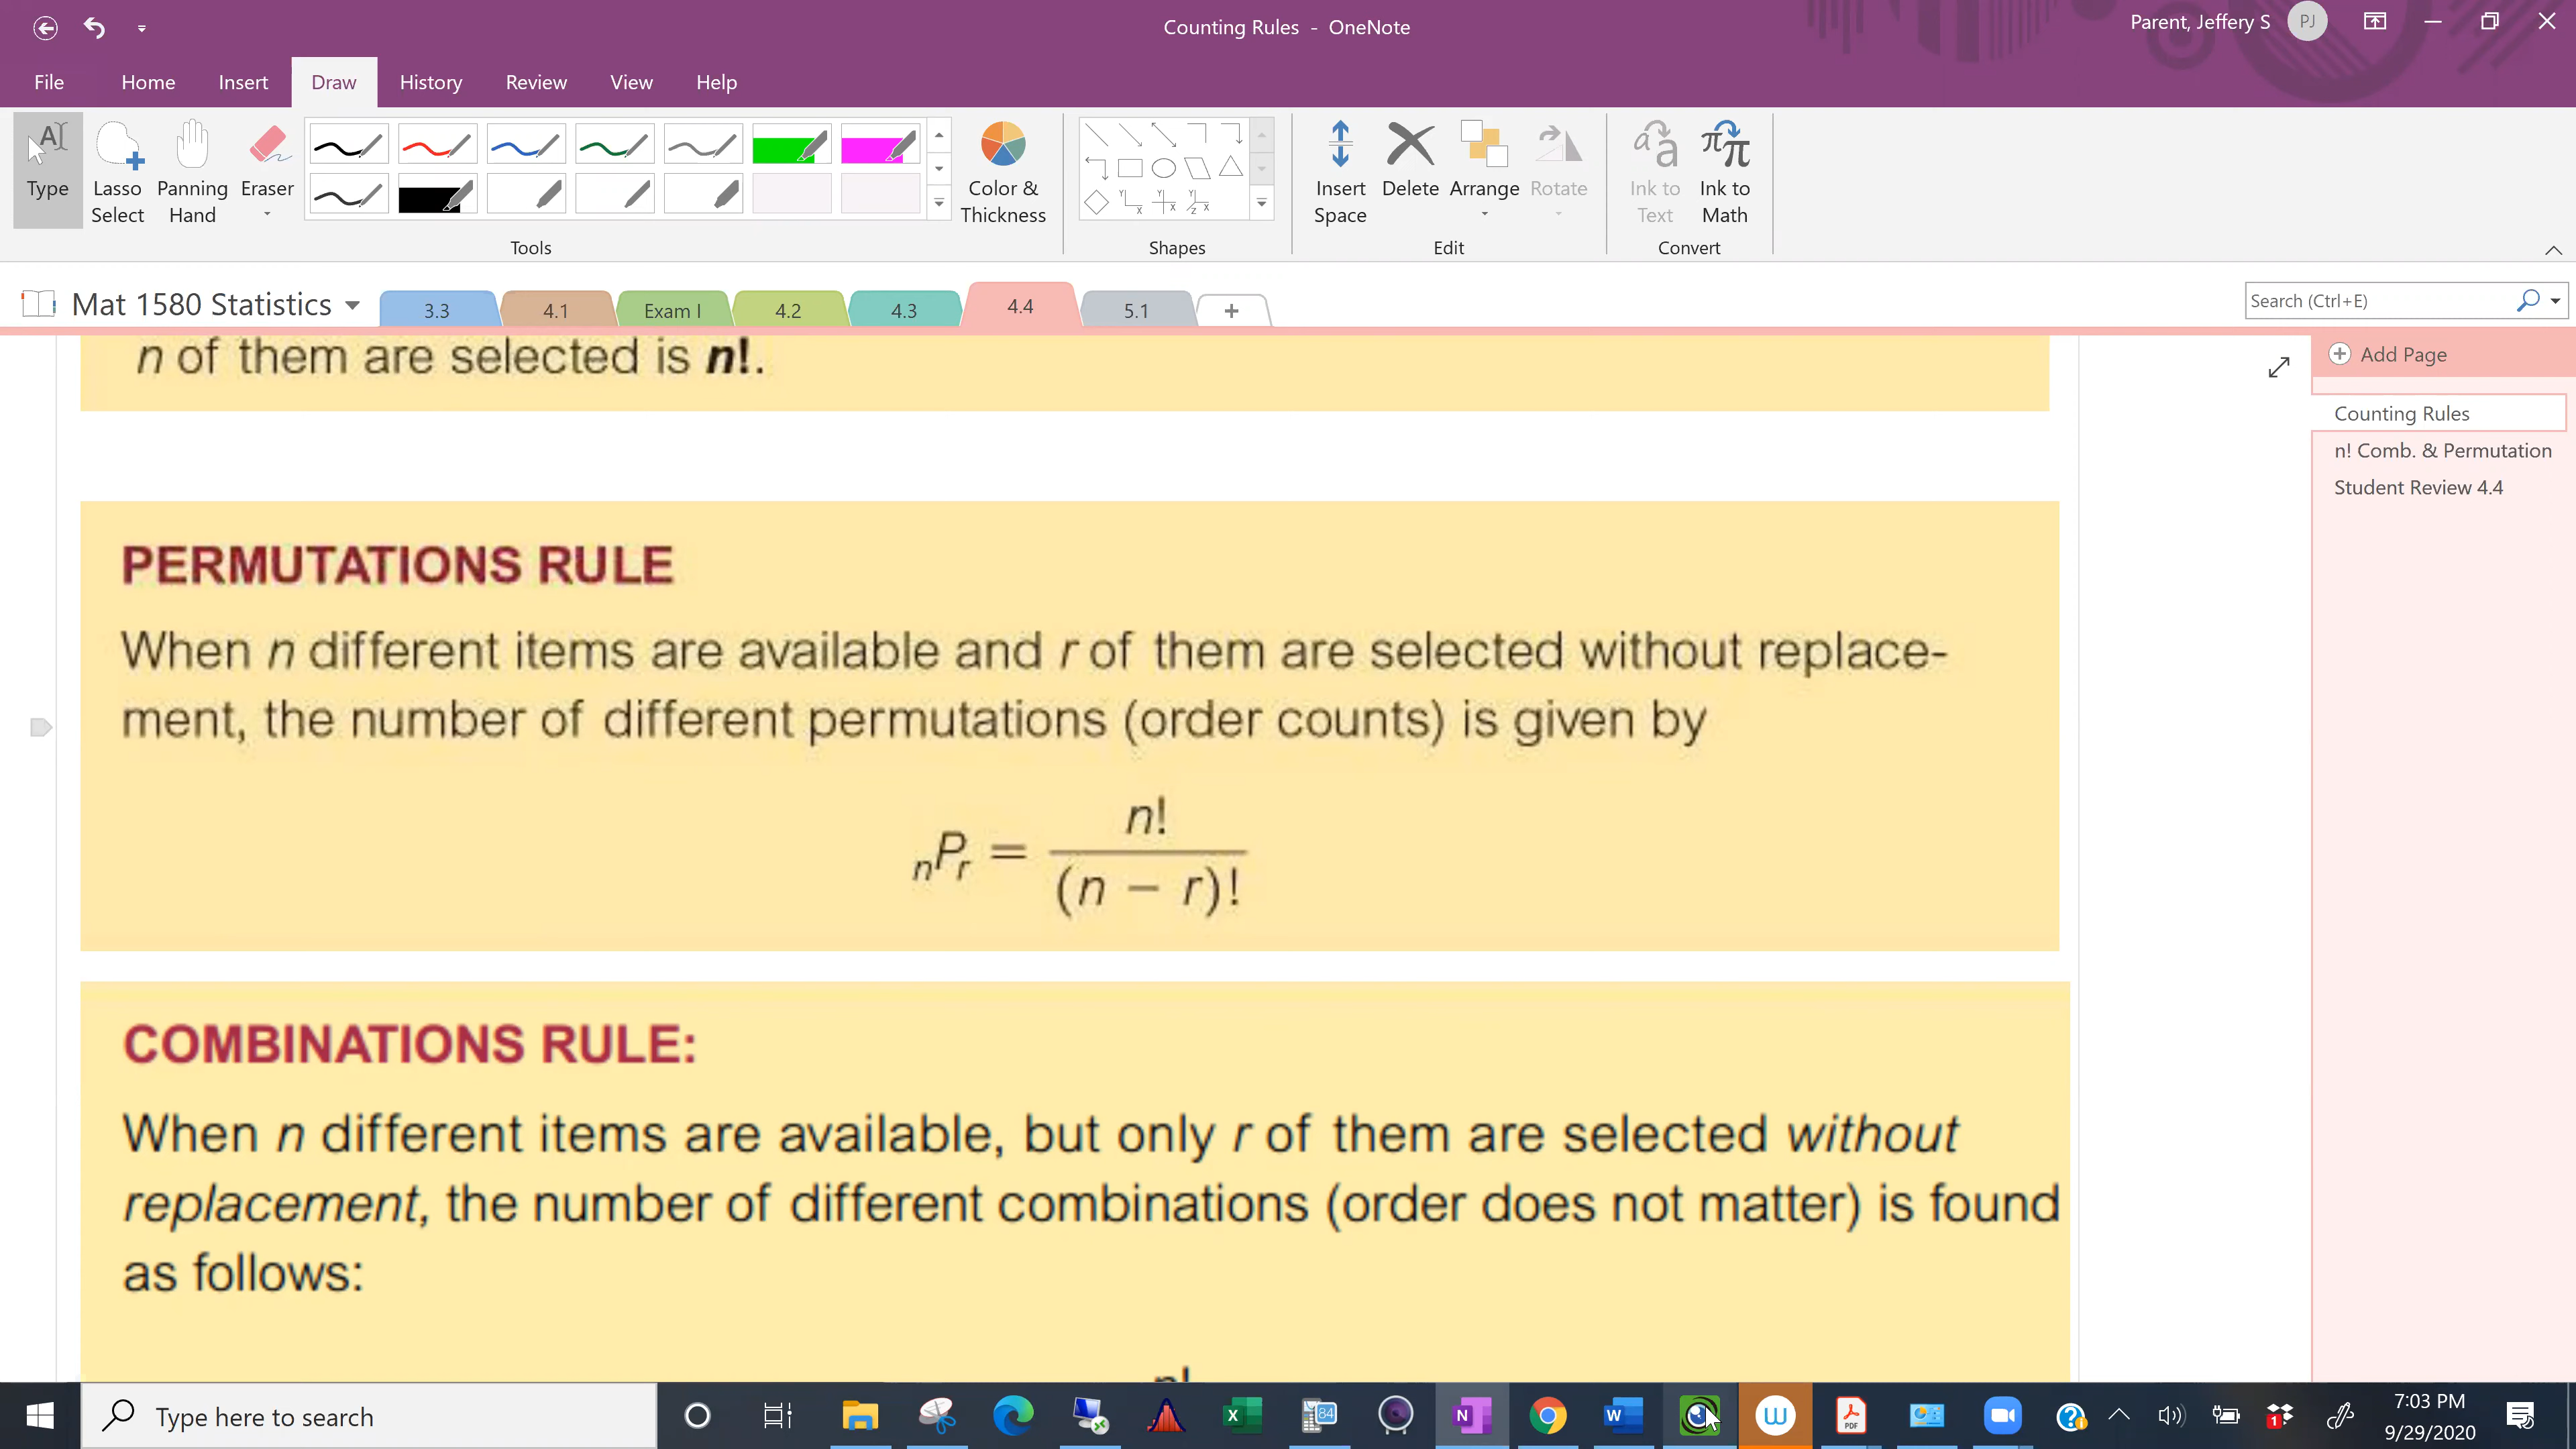 Counting Rules - OneNote
Parent, Jeffery S
PJ
File
Home
Insert
Draw
History
Review
View
Help
Type
Lasso
Select
Panning
Hand
Eraser
Color &
Thickness
Insert
Space
Delete
Arrange
Rotate
Ink to
Text
Ink to
Math
Tools
Shapes
Edit
Convert
Mat 1580 Statistics
3.3
4.1
Exam I
4.2
4.3
4.4
5.1
Search (Ctrl+E)
Add Page
Counting Rules
n! Comb. & Permutation
Student Review 4.4
n of them are selected is n!.
PERMUTATIONS RULE
When n different items are available and r of them are selected without replace-
ment, the number of different permutations (order counts) is given by
nPr = n! / (n − r)!
COMBINATIONS RULE:
When n different items are available, but only r of them are selected without
replacement, the number of different combinations (order does not matter) is found
as follows:
n!
Type here to search
84
7:03 PM
9/29/2020